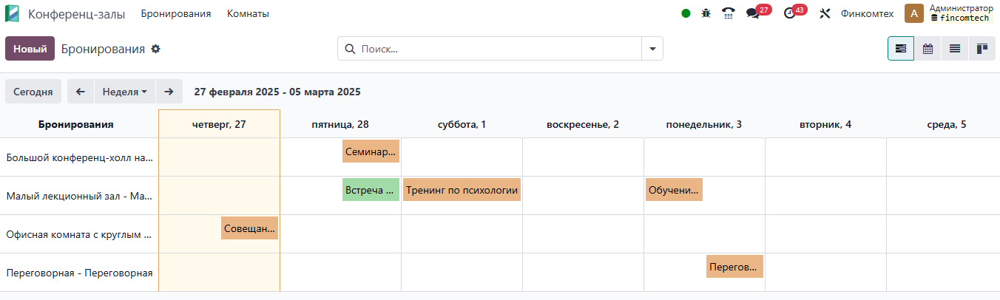 Конференц-залы Бронирования Комнаты 27 43 Финкомтех А Администратор
fincomtech
Новый Бронирования Поиск...
Сегодня Неделя 27 февраля 2025 - 05 марта 2025
Бронирования четверг, 27 пятница, 28 суббота, 1 воскресенье, 2 понедельник, 3 вторник, 4 среда, 5
Большой конференц-холл на... Семинар...
Малый лекционный зал - Ма... Встреча ... Тренинг по психологии Обучени...
Офисная комната с круглым ... Совещан...
Переговорная - Переговорная Перегов...